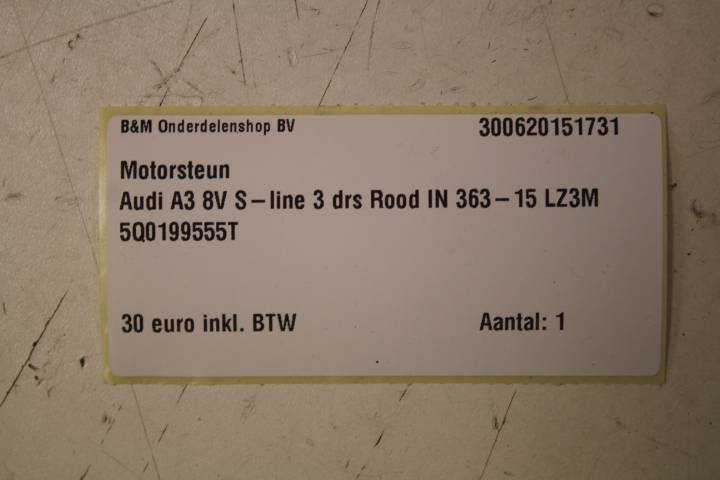 B&M Onderdelenshop BV 300620151731
Motorsteun
Audi A3 8V S-line 3 drs Rood IN 363-15 LZ3M
5Q0199555T
30 euro inkl. BTW Aantal: 1